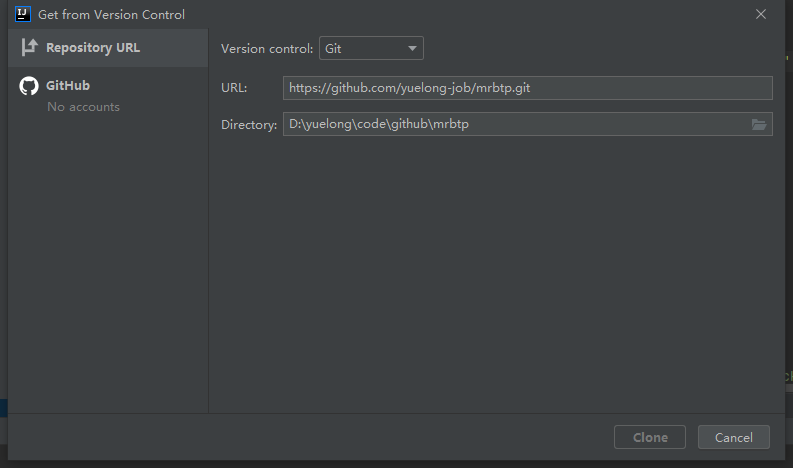 IJ Get from Version Control
Repository URL
GitHub
No accounts
Version control: Git
URL: https://github.com/yuelong-job/mrbtp.git
Directory: D:\yuelong\code\github\mrbtp
Clone Cancel